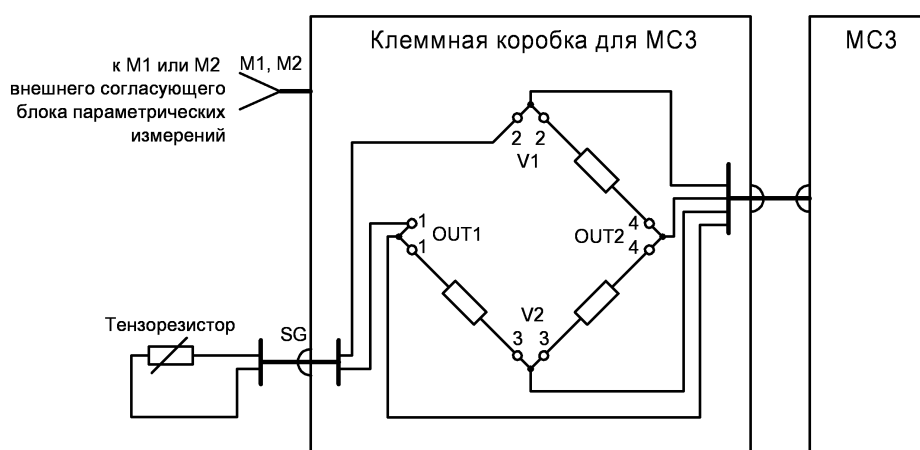 Клеммная коробка для МС3
МС3
к М1 или М2
внешнего согласующего
блока параметрических
измерений
М1, М2
2 2
V1
1
1
OUT1
OUT2
4
4
V2
3 3
Тензорезистор
SG